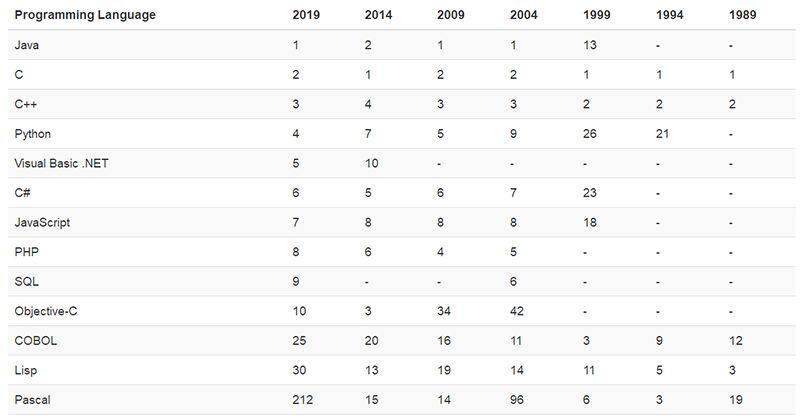 Programming Language 2019 2014 2009 2004 1999 1994 1989
Java 1 2 1 1 13 - -
C 2 1 2 2 1 1 1
C++ 3 4 3 3 2 2 2
Python 4 7 5 9 26 21 -
Visual Basic .NET 5 10 - - - - -
C# 6 5 6 7 23 - -
JavaScript 7 8 8 8 18 - -
PHP 8 6 4 5 - - -
SQL 9 - - 6 - - -
Objective-C 10 3 34 42 - - -
COBOL 25 20 16 11 3 9 12
Lisp 30 13 19 14 11 5 3
Pascal 212 15 14 96 6 3 19